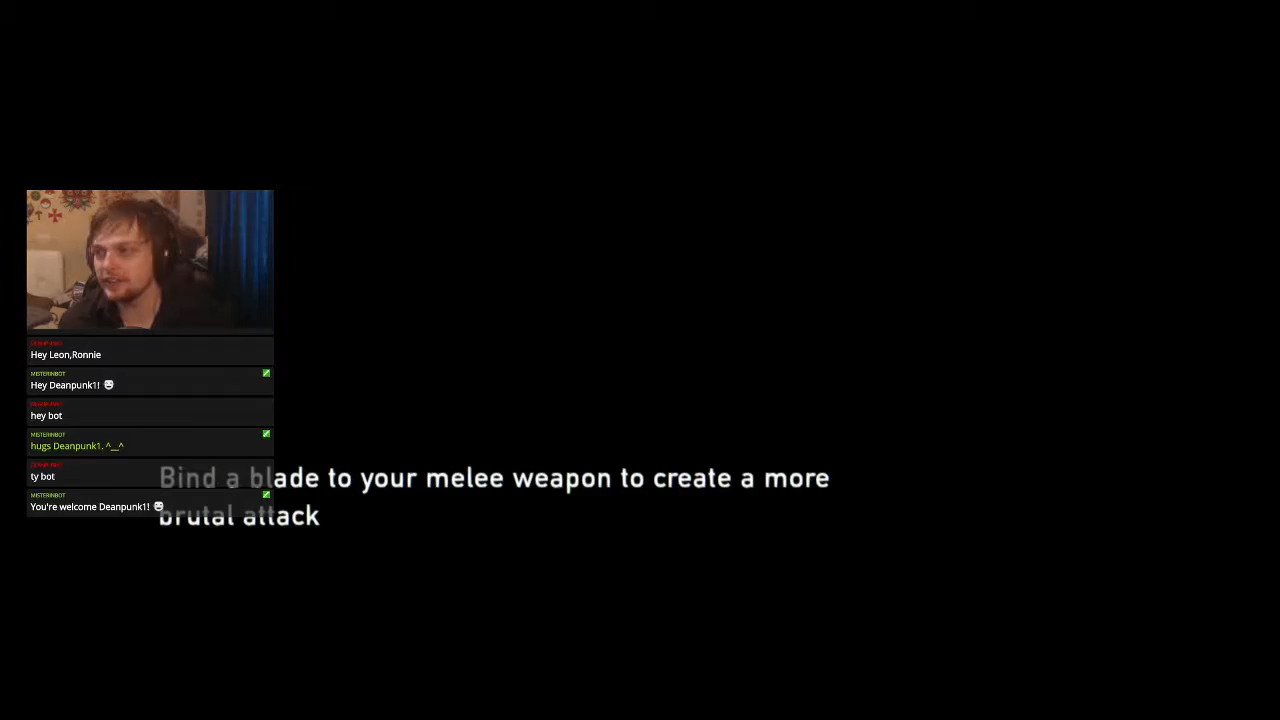 Hey Leon,Ronnie
MISTERINBOT
Hey Deanpunk1!
hey bot
MISTERINBOT
hugs Deanpunk1. ^__^
ty bot
Bind a blade to your melee weapon to create a more
MISTERINBOT
You're welcome Deanpunk1!
brutal attack